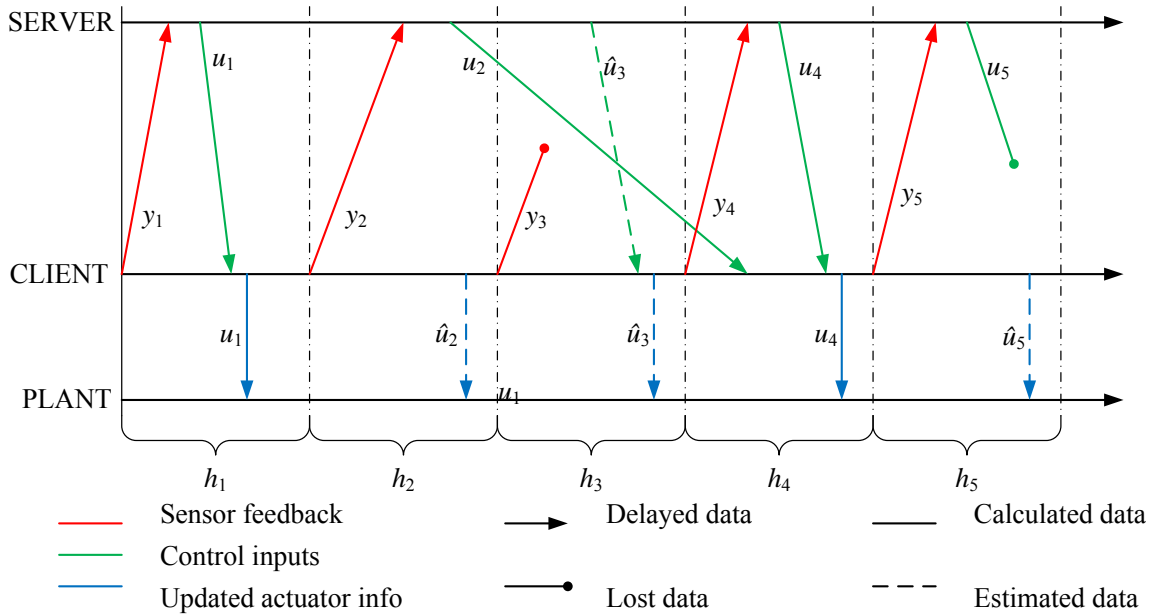 SERVER
u₁
u₂
û₃
u₄
u₅
y₁
y₂
y₃
y₄
y₅
CLIENT
u₁
û₂
û₃
u₄
û₅
PLANT
u₁
h₁
h₂
h₃
h₄
h₅
Sensor feedback
Delayed data
Calculated data
Control inputs
Updated actuator info
Lost data
Estimated data